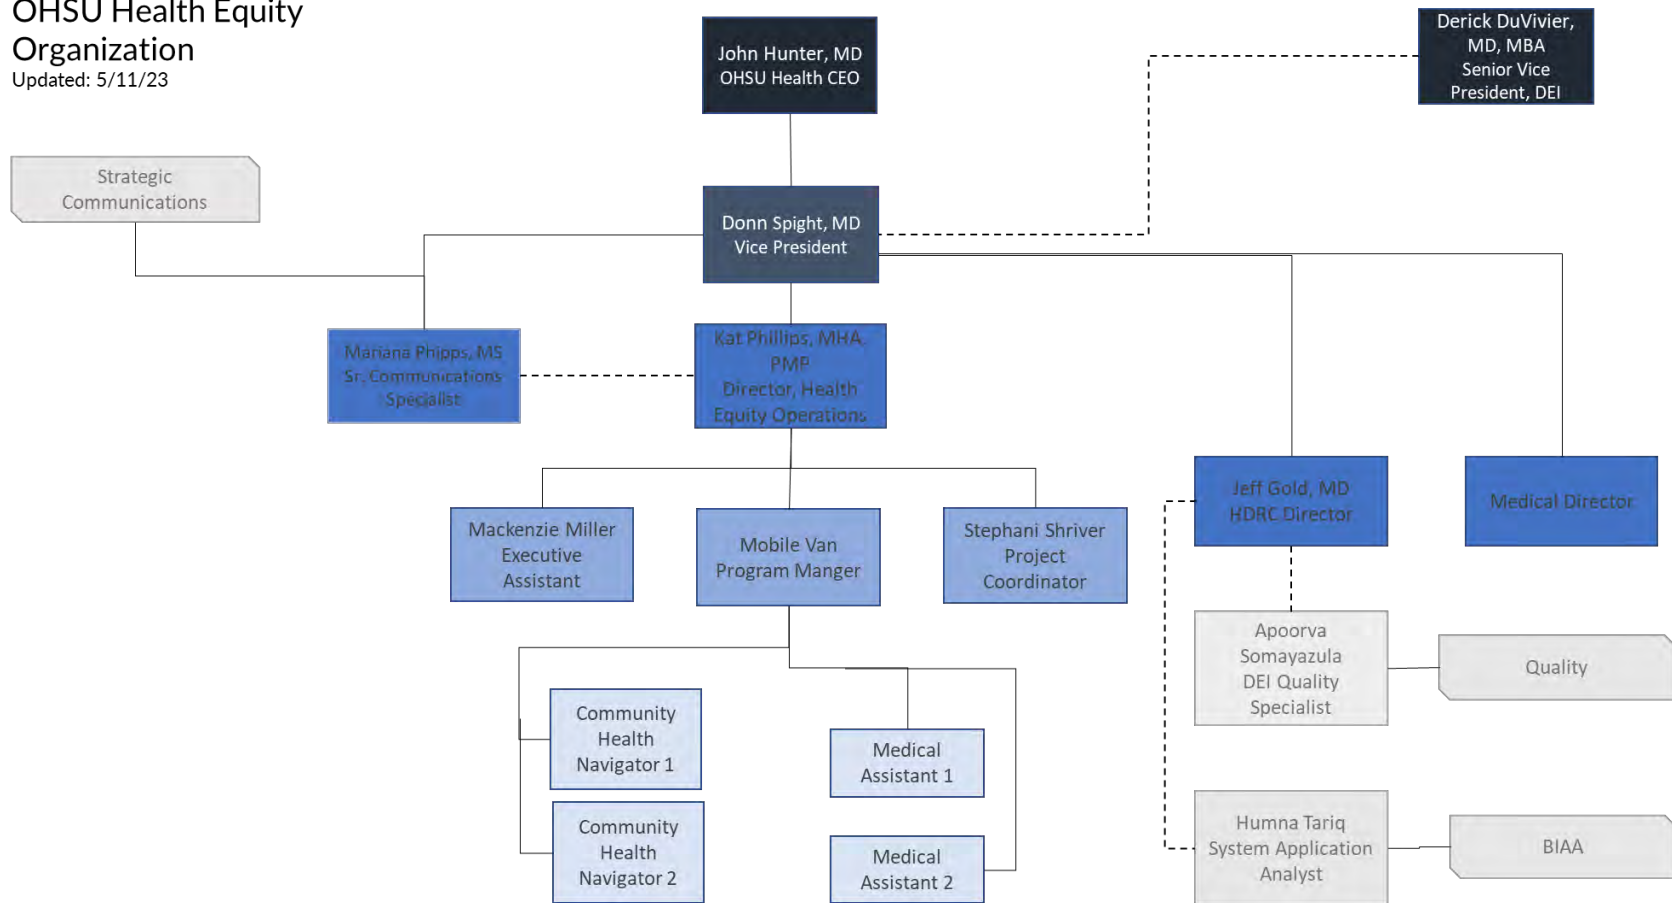 OHSU Health Equity
Organization
Updated: 5/11/23
John Hunter, MD
OHSU Health CEO
Derick DuVivier,
MD, MBA
Senior Vice
President, DEI
Strategic
Communications
Donn Spight, MD
Vice President
Mariana Phipps, MS
Sr. Communications
Specialist
Kat Phillips, MHA,
PMP
Director, Health
Equity Operations
Mackenzie Miller
Executive
Assistant
Mobile Van
Program Manger
Stephani Shriver
Project
Coordinator
Jeff Gold, MD
HDRC Director
Medical Director
Apoorva
Somayazula
DEI Quality
Specialist
Quality
Community
Health
Navigator 1
Medical
Assistant 1
Community
Health
Navigator 2
Medical
Assistant 2
Humna Tariq
System Application
Analyst
BIAA